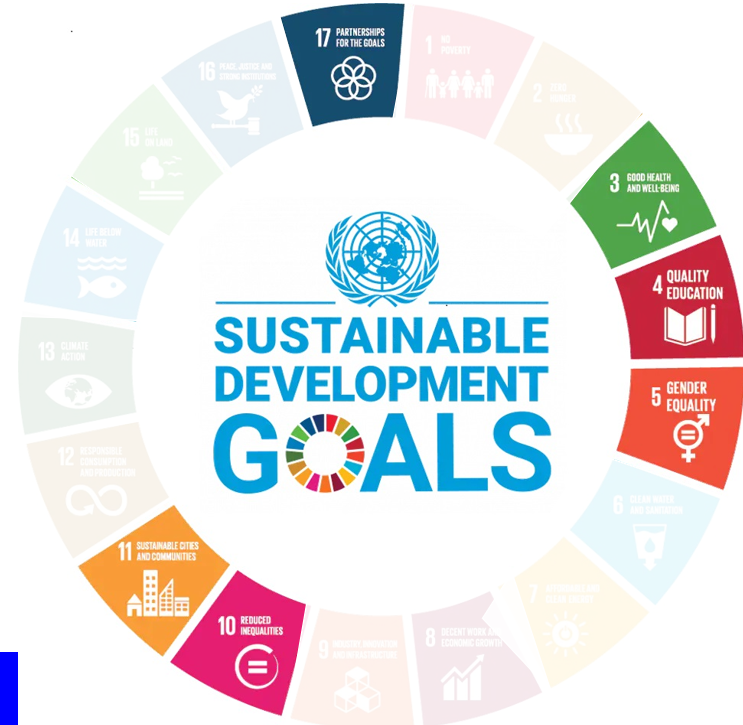 17 PARTNERSHIPS
FOR THE GOALS
1 NO
POVERTY
2 ZERO
HUNGER
3 GOOD HEALTH
AND WELL-BEING
4 QUALITY
EDUCATION
5 GENDER
EQUALITY
6 CLEAN WATER
AND SANITATION
7
CLEAN ENERGY
8 DECENT WORK AND
ECONOMIC GROWTH
9 INDUSTRY, INNOVATION
AND INFRASTRUCTURE
10 REDUCED
INEQUALITIES
11 SUSTAINABLE CITIES
AND COMMUNITIES
12 RESPONSIBLE
CONSUMPTION
AND PRODUCTION
13 CLIMATE
ACTION
14 LIFE BELOW
WATER
15 LIFE
ON LAND
16 PEACE, JUSTICE AND
STRONG INSTITUTIONS
SUSTAINABLE
DEVELOPMENT
GOALS